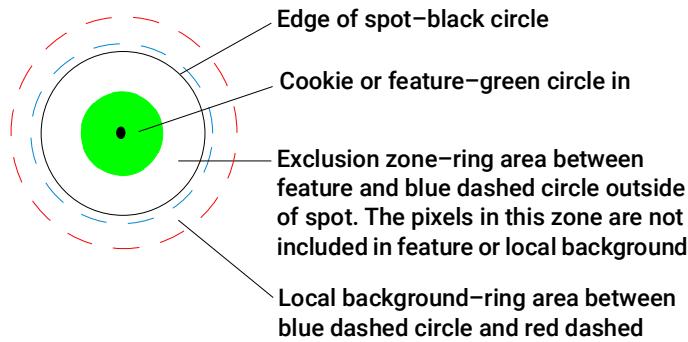 Edge of spot–black circle
Cookie or feature–green circle in
Exclusion zone–ring area between
feature and blue dashed circle outside
of spot. The pixels in this zone are not
included in feature or local background
Local background–ring area between
blue dashed circle and red dashed